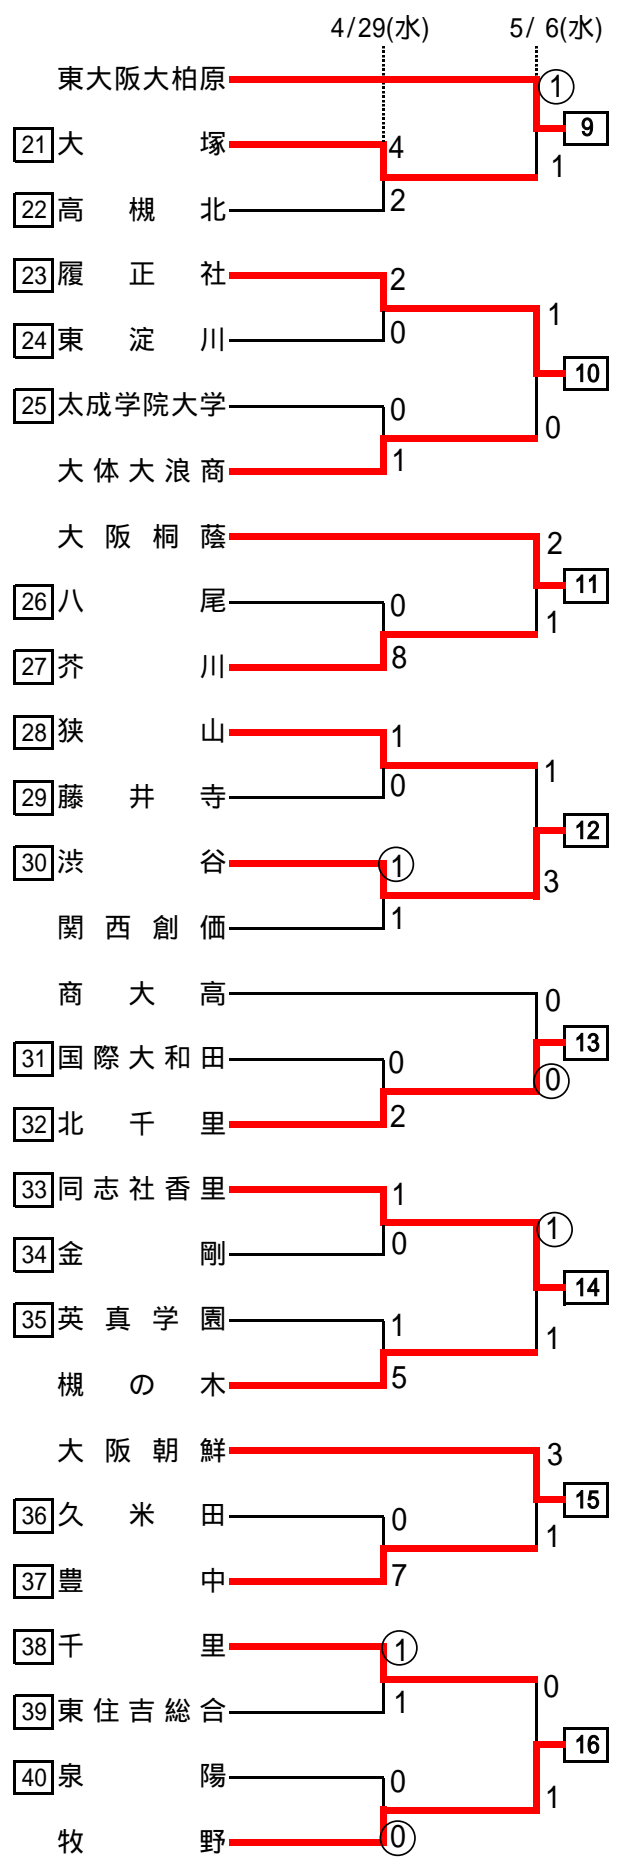 4/29(水) 5/ 6(水)
東大阪大柏原 ①
9
21 大塚 4 1
22 高槻北 2
23 履正社 2 1
24 東淀川 0
10
25 太成学院大学 0 0
大体大浪商 1
大阪桐蔭 2
11
26 八尾 0 1
27 芥川 8
28 狭山 1 1
29 藤井寺 0
12
30 渋谷 ① 3
関西創価 1
商大高 0
13
31 国際大和田 0 ⓪
32 北千里 2
33 同志社香里 1 ①
34 金剛 0
14
35 英真学園 1 1
槻の木 5
大阪朝鮮 3
15
36 久米田 0 1
37 豊中 7
38 千里 ① 0
39 東住吉総合 1
16
40 泉陽 0 1
牧野 ⓪